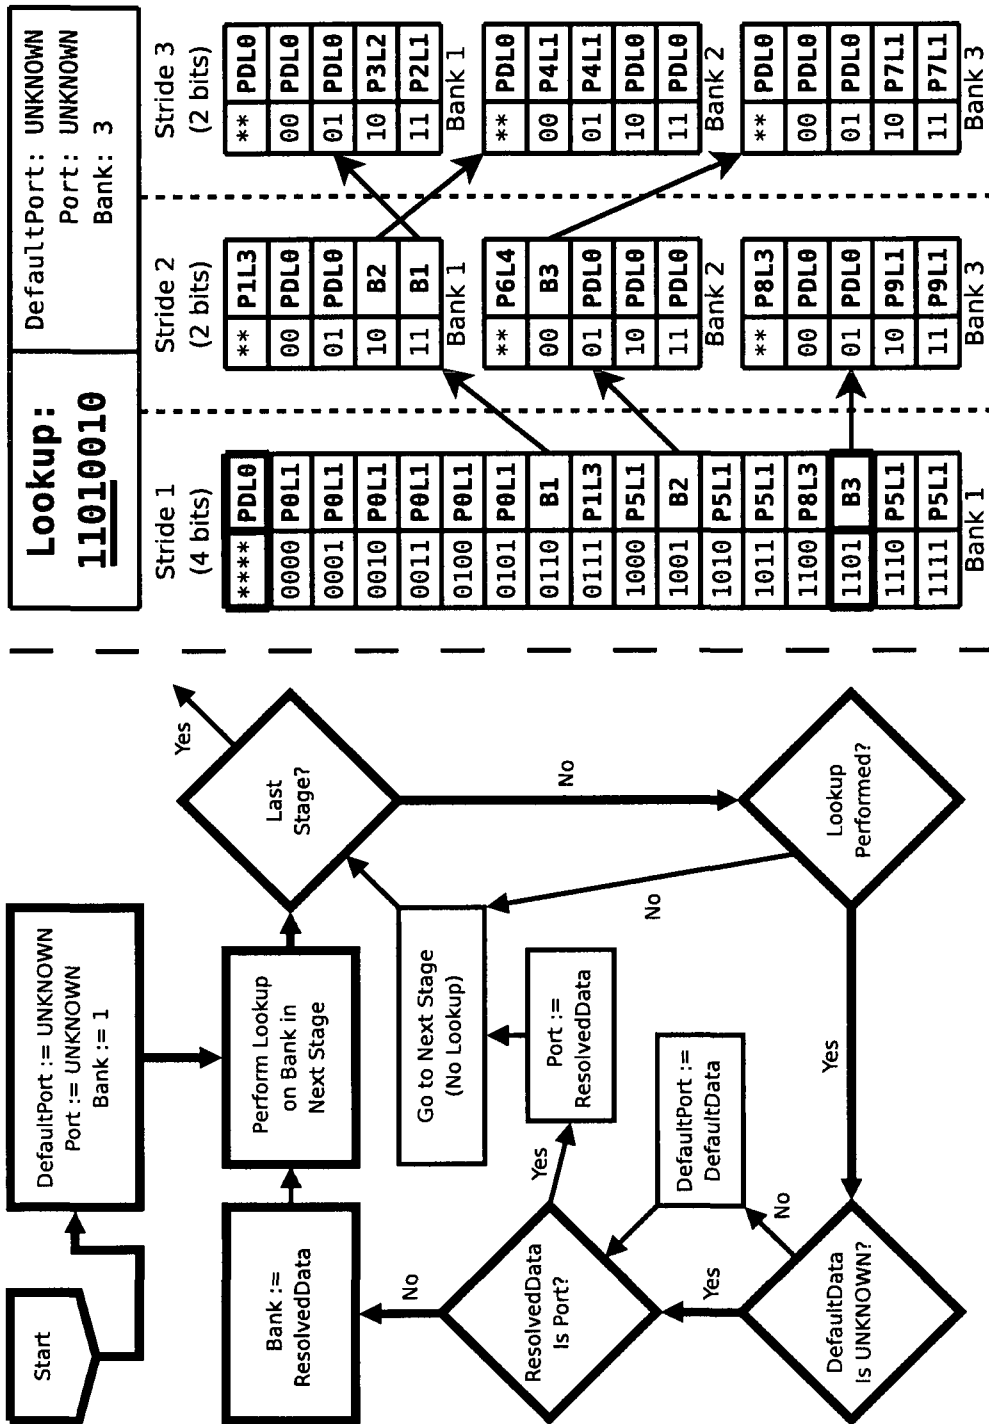 Start
DefaultPort := UNKNOWN
Port := UNKNOWN
Bank := 1
Bank :=
ResolvedData
Perform Lookup
on Bank in
Next Stage
Last
Stage?
Yes
No
Go to Next Stage
(No Lookup)
No
ResolvedData
Is Port?
Yes
Port :=
ResolvedData
No
Yes
DefaultPort :=
DefaultData
No
DefaultData
Is UNKNOWN?
Yes
Lookup
Performed?
Lookup:
11010010
DefaultPort: UNKNOWN
Port: UNKNOWN
Bank: 3
Stride 1
(4 bits)
**** PDL0
0000 P0L1
0001 P0L1
0010 P0L1
0011 P0L1
0100 P0L1
0101 P0L1
0110 B1
0111 P1L3
1000 P5L1
1001 B2
1010 P5L1
1011 P5L1
1100 P8L3
1101 B3
1110 P5L1
1111 P5L1
Bank 1
Stride 2
(2 bits)
** P1L3
00 PDL0
01 PDL0
10 B2
11 B1
Bank 1
** P6L4
00 B3
01 PDL0
10 PDL0
11 PDL0
Bank 2
** P8L3
00 PDL0
01 PDL0
10 P9L1
11 P9L1
Bank 3
Stride 3
(2 bits)
** PDL0
00 PDL0
01 PDL0
10 P3L2
11 P2L1
Bank 1
** PDL0
00 P4L1
01 P4L1
10 PDL0
11 PDL0
Bank 2
** PDL0
00 PDL0
01 PDL0
10 P7L1
11 P7L1
Bank 3